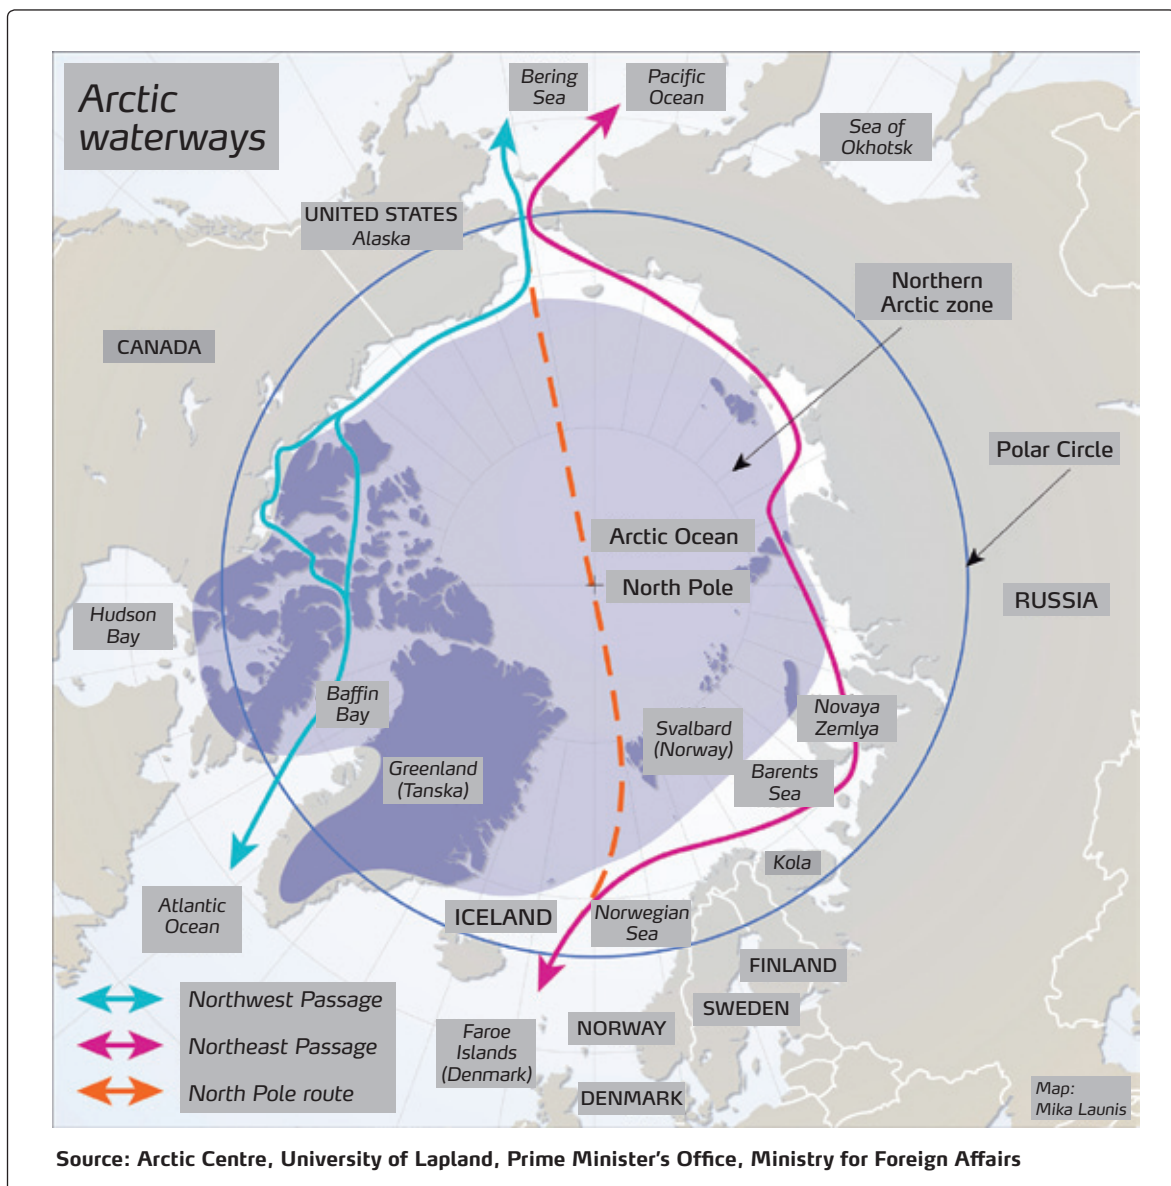 Arctic
waterways
Bering
Sea
Pacific
Ocean
Sea of
Okhotsk
UNITED STATES
Alaska
Northern
Arctic zone
CANADA
Polar Circle
Arctic Ocean
North Pole
RUSSIA
Hudson
Bay
Baffin
Bay
Novaya
Zemlya
Svalbard
(Norway)
Greenland
(Tanska)
Barents
Sea
Kola
Atlantic
Ocean
ICELAND
Norwegian
Sea
FINLAND
SWEDEN
NORWAY
Faroe
Islands
(Denmark)
DENMARK
Northwest Passage
Northeast Passage
North Pole route
Map:
Mika Launis
Source: Arctic Centre, University of Lapland, Prime Minister's Office, Ministry for Foreign Affairs